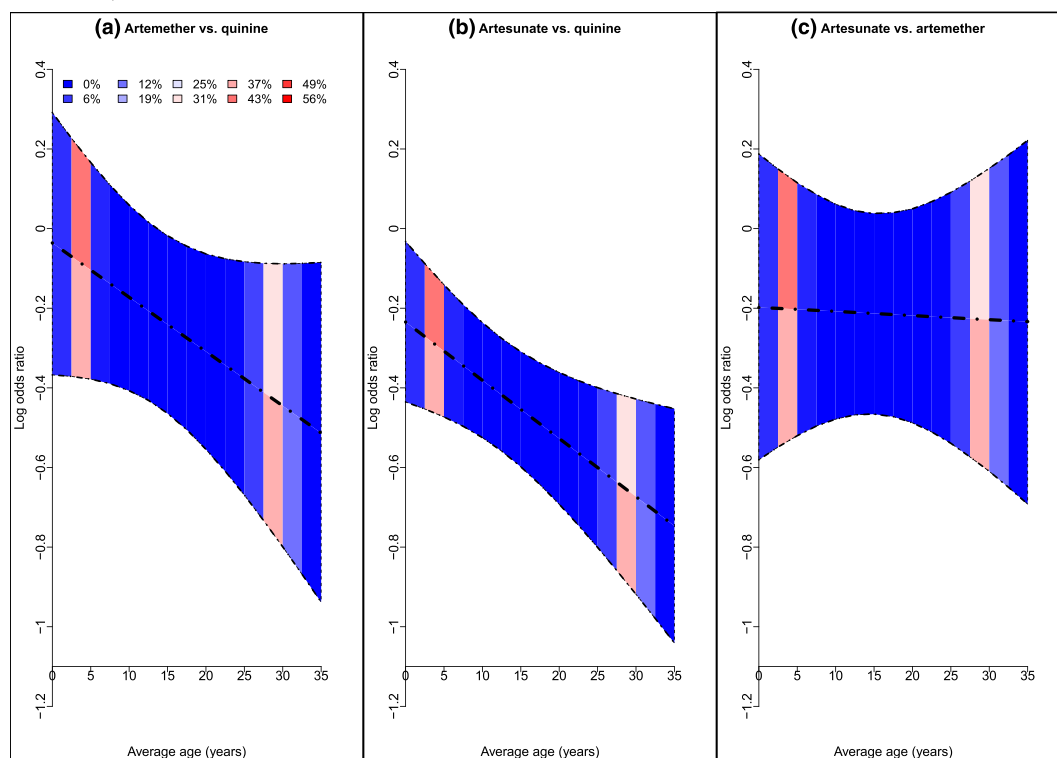 (a) Artemether vs. quinine
0% 12% 25% 37% 49%
6% 19% 31% 43% 56%
0.4
0.2
0
−0.2
−0.4
−0.6
−0.8
−1
−1.2
Log odds ratio
0 5 10 15 20 25 30 35
Average age (years)
(b) Artesunate vs. quinine
0.4
0.2
0
−0.2
−0.4
−0.6
−0.8
−1
−1.2
Log odds ratio
0 5 10 15 20 25 30 35
Average age (years)
(c) Artesunate vs. artemether
0.4
0.2
0
−0.2
−0.4
−0.6
−0.8
−1
−1.2
Log odds ratio
0 5 10 15 20 25 30 35
Average age (years)